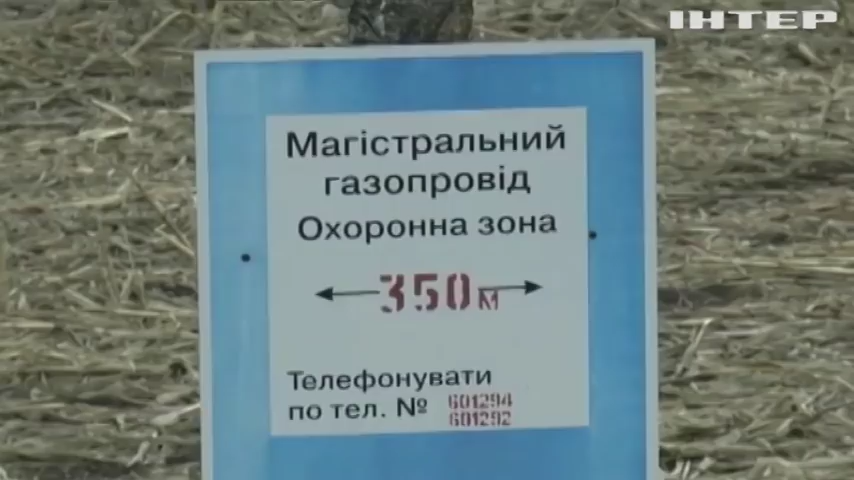 ІНТЕР
Магістральний
газопровід
Охоронна зона
350м
Телефонувати
по тел. № 601294
601292